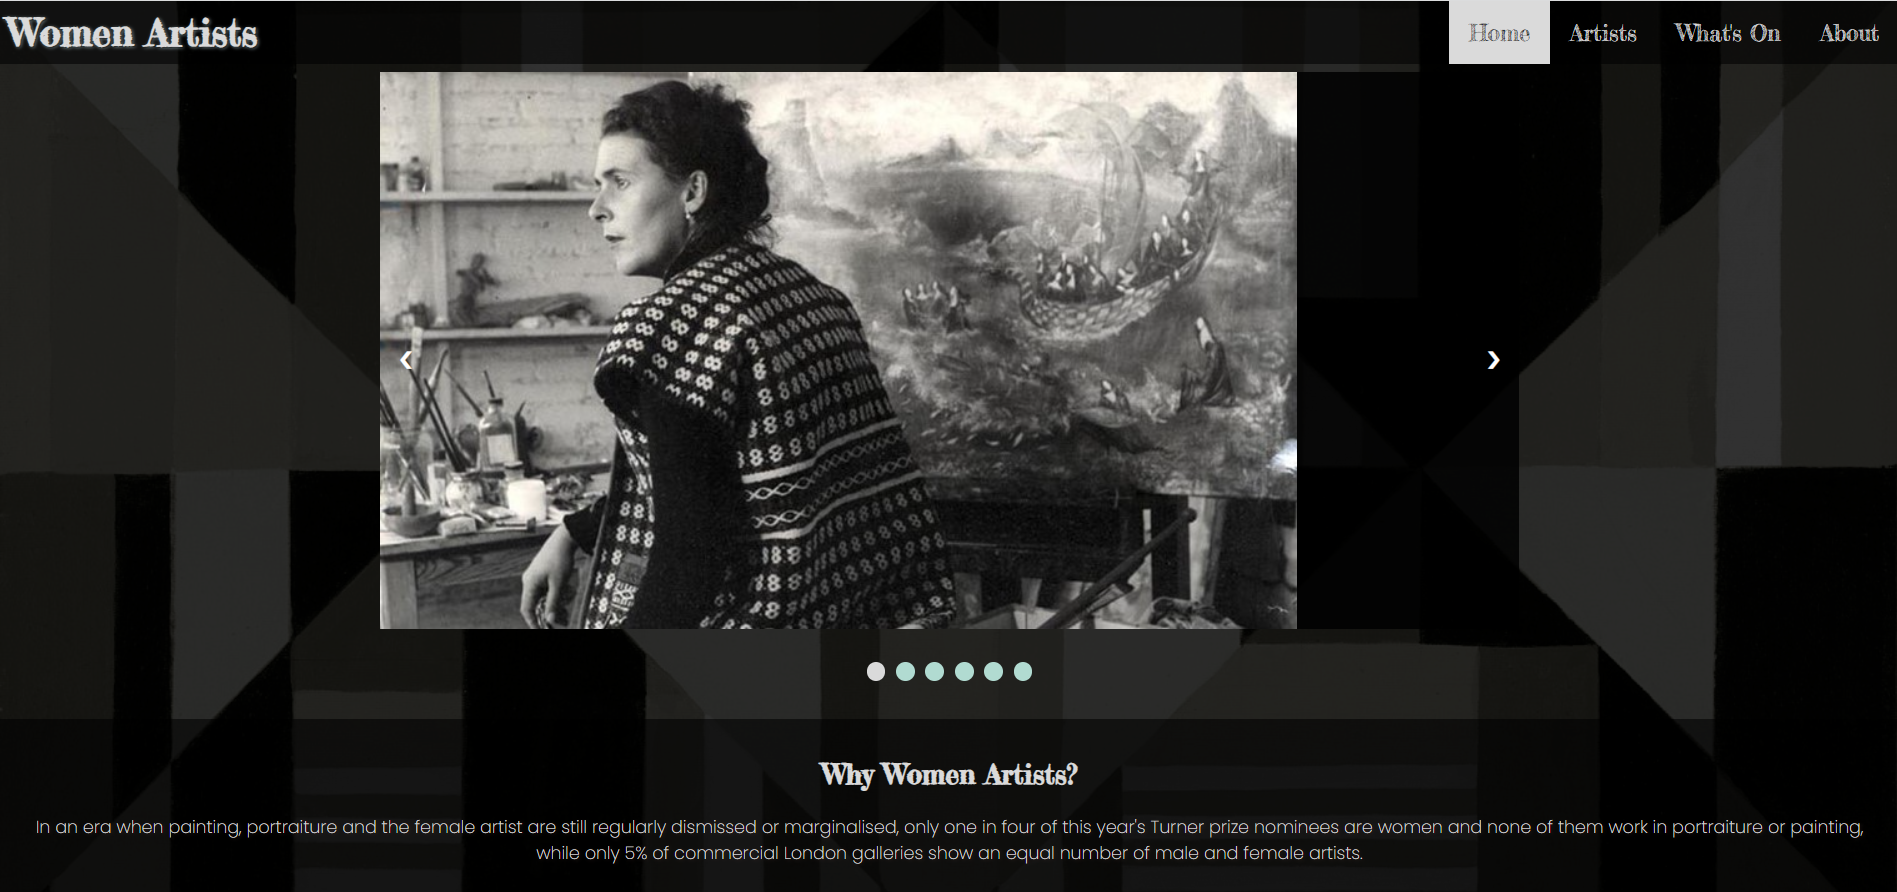 Women Artists
Home
Artists
What's On
About
❮
❯
Why Women Artists?
In an era when painting, portraiture and the female artist are still regularly dismissed or marginalised, only one in four of this year's Turner prize nominees are women and none of them work in portraiture or painting,
while only 5% of commercial London galleries show an equal number of male and female artists.